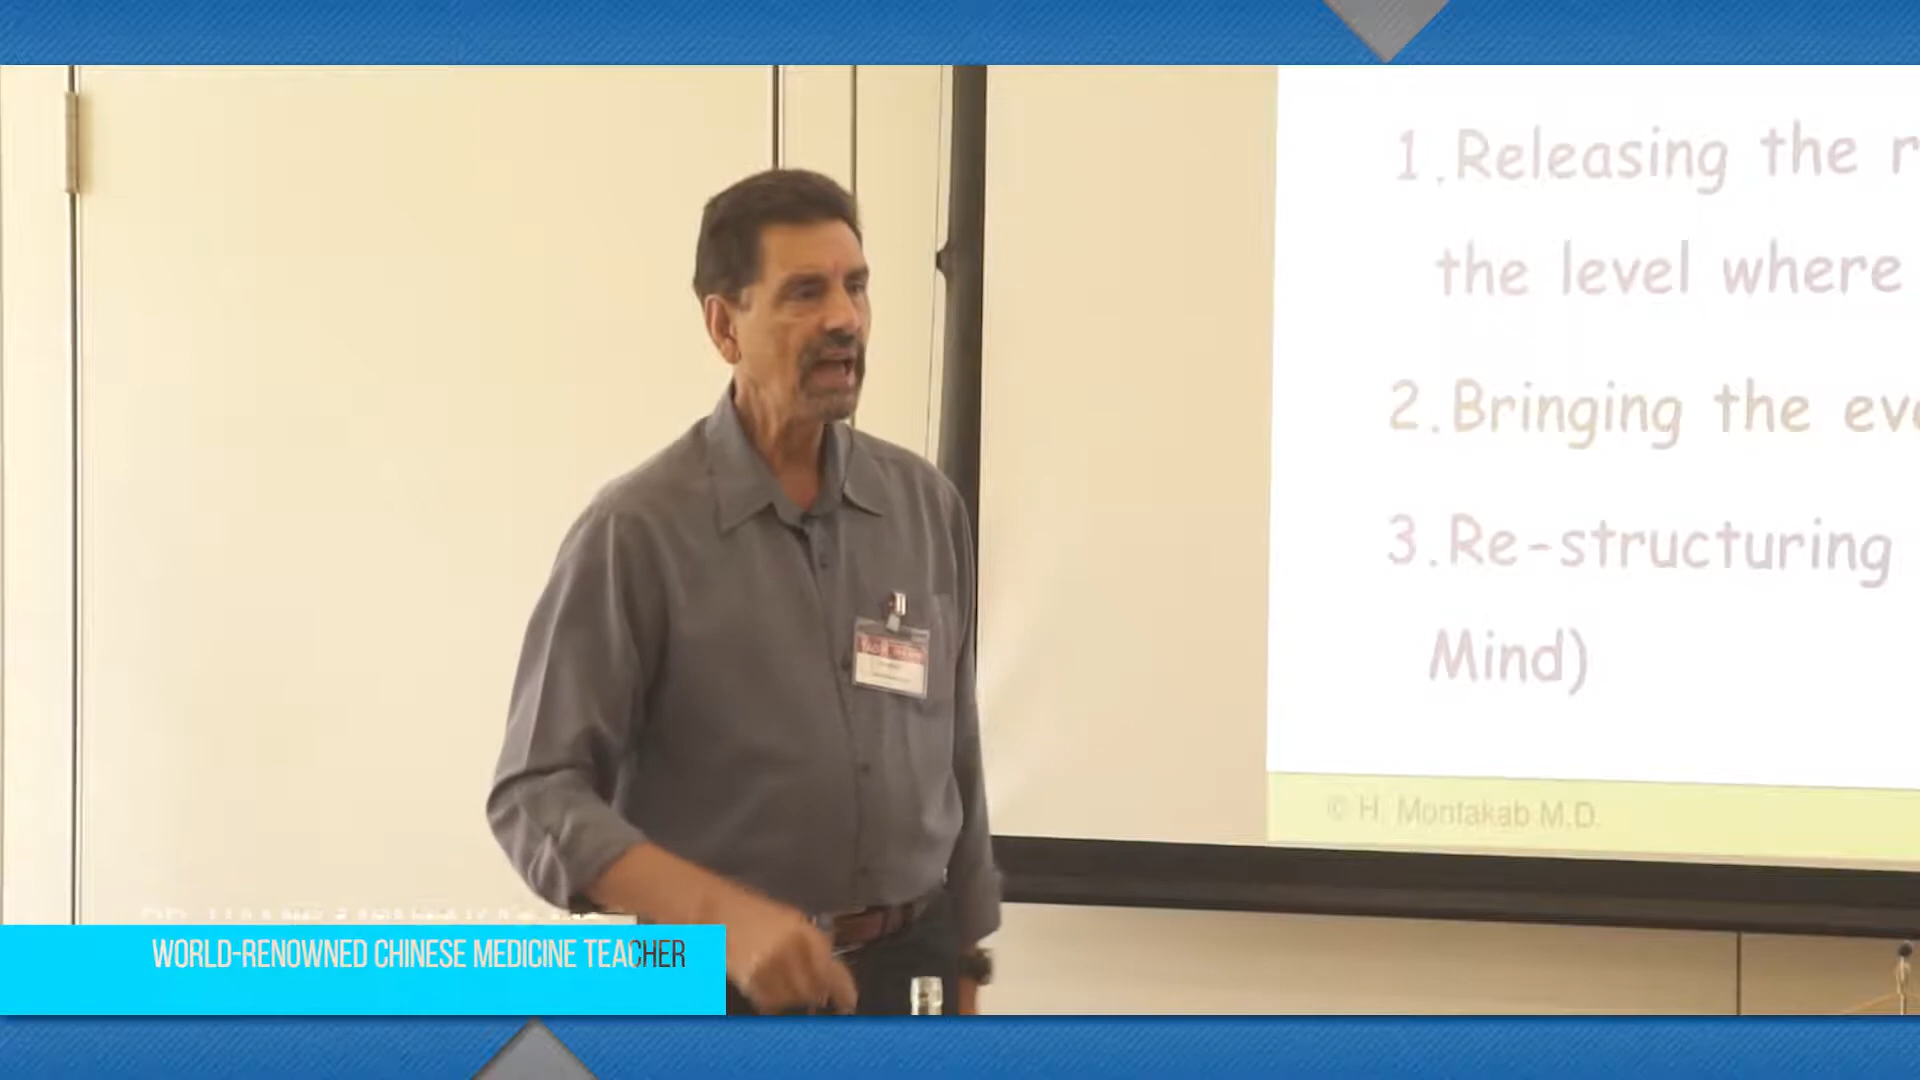 1. Releasing the r
the level where
2. Bringing the eve
3. Re-structuring
Mind)
© H. Montakab M.D.
WORLD-RENOWNED CHINESE MEDICINE TEACHER